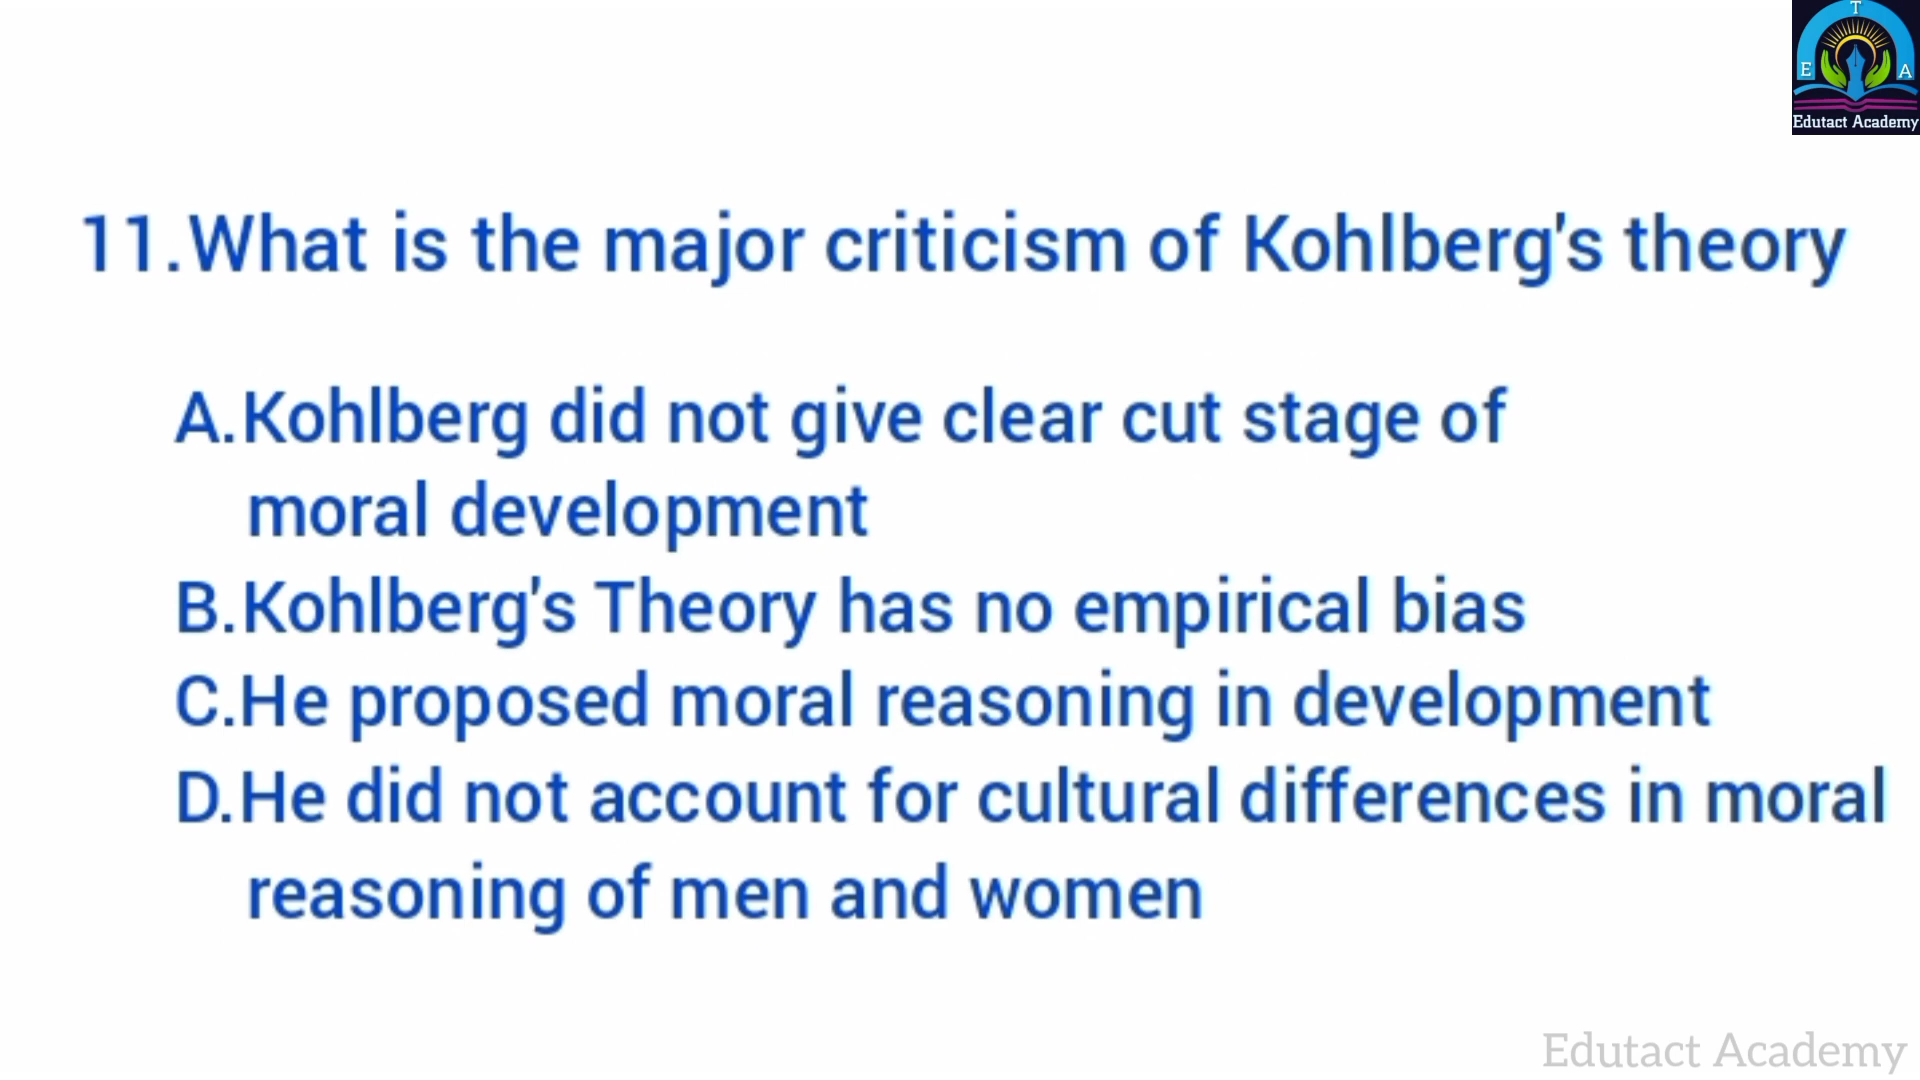 T
E A
Edutact Academy
11.What is the major criticism of Kohlberg's theory
A.Kohlberg did not give clear cut stage of
moral development
B.Kohlberg's Theory has no empirical bias
C.He proposed moral reasoning in development
D.He did not account for cultural differences in moral
reasoning of men and women
Edutact Academy